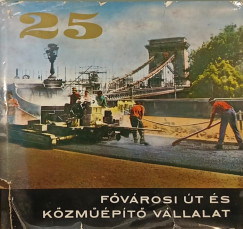 25
FŐVÁROSI ÚT ÉS
KÖZMŰÉPÍTŐ VÁLLALAT